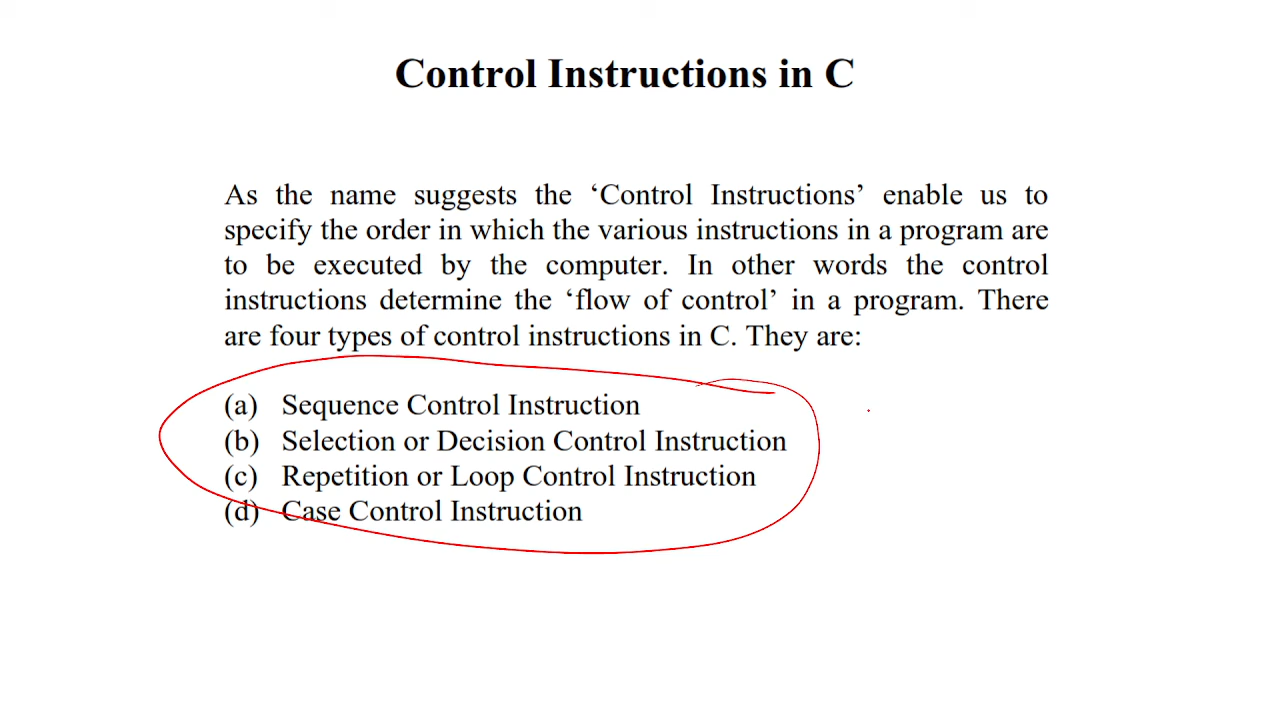 Control Instructions in C
As the name suggests the ‘Control Instructions’ enable us to
specify the order in which the various instructions in a program are
to be executed by the computer. In other words the control
instructions determine the ‘flow of control’ in a program. There
are four types of control instructions in C. They are:
(a) Sequence Control Instruction
(b) Selection or Decision Control Instruction
(c) Repetition or Loop Control Instruction
(d) Case Control Instruction